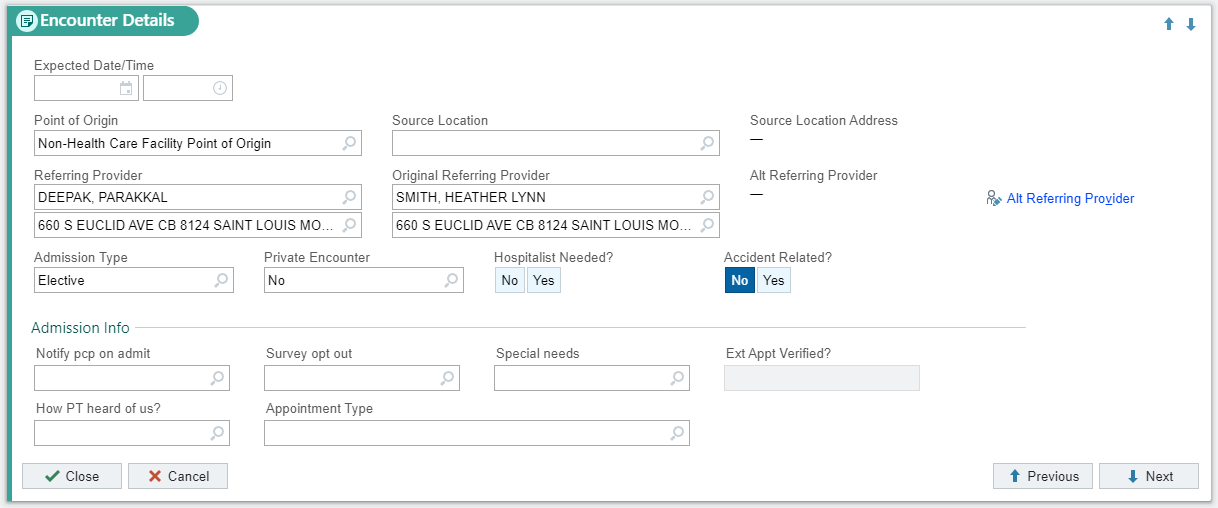 Encounter Details
Expected Date/Time
Point of Origin Source Location Source Location Address
Non-Health Care Facility Point of Origin —
Referring Provider Original Referring Provider Alt Referring Provider
DEEPAK, PARAKKAL SMITH, HEATHER LYNN — Alt Referring Provider
660 S EUCLID AVE CB 8124 SAINT LOUIS MO... 660 S EUCLID AVE CB 8124 SAINT LOUIS MO...
Admission Type Private Encounter Hospitalist Needed? Accident Related?
Elective No No Yes No Yes
Admission Info
Notify pcp on admit Survey opt out Special needs Ext Appt Verified?
How PT heard of us? Appointment Type
Close Cancel Previous Next